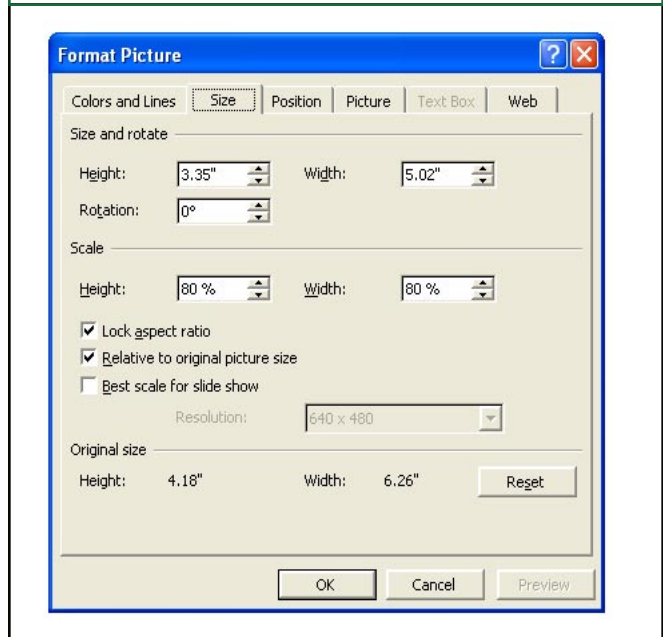 Format Picture
Colors and Lines Size Position Picture Text Box Web
Size and rotate
Height: 3.35" Width: 5.02"
Rotation: 0°
Scale
Height: 80 % Width: 80 %
Lock aspect ratio
Relative to original picture size
Best scale for slide show
Resolution: 640 x 480
Original size
Height: 4.18" Width: 6.26" Reset
OK Cancel Preview